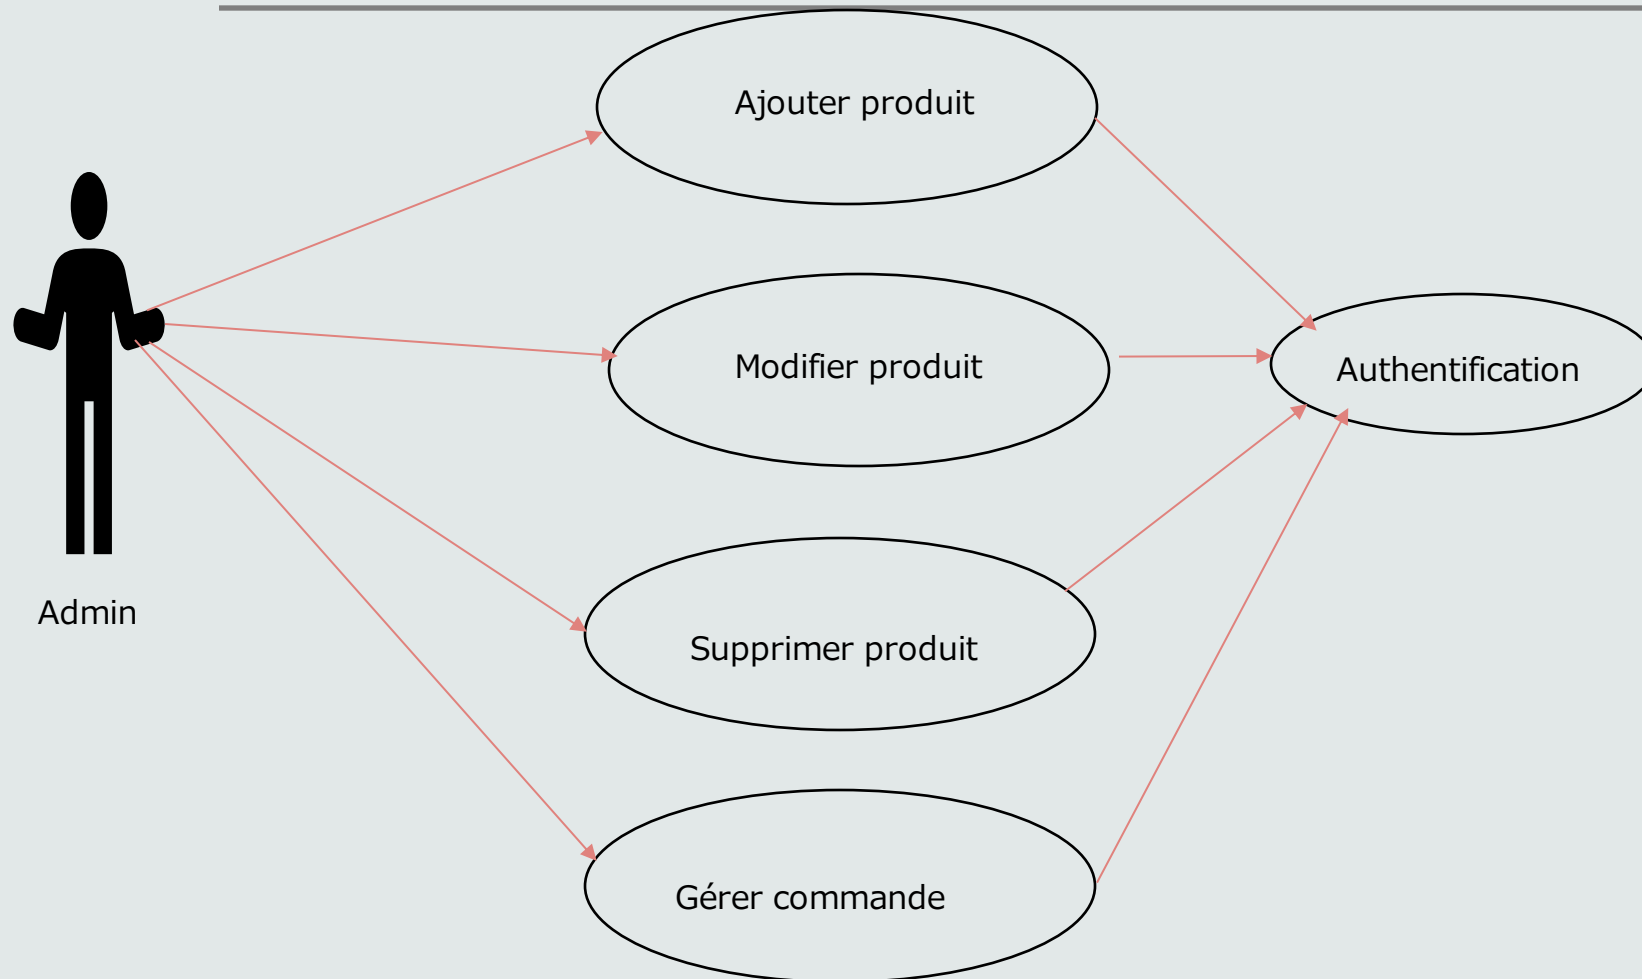 Ajouter produit
Modifier produit
Authentification
Admin
Supprimer produit
Gérer commande